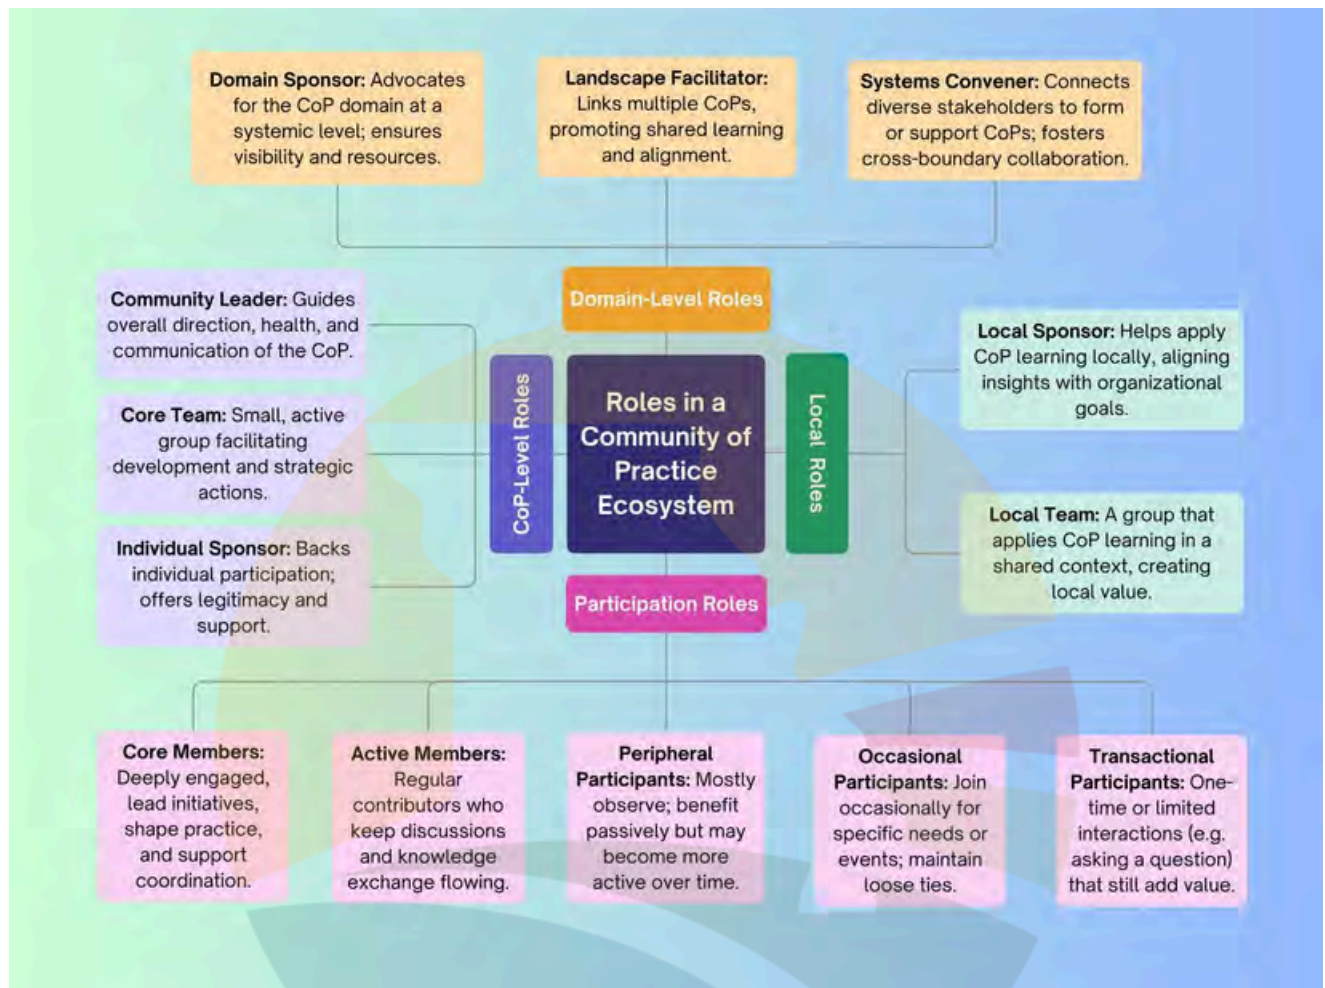 Domain Sponsor: Advocates
for the CoP domain at a
systemic level; ensures
visibility and resources.
Landscape Facilitator:
Links multiple CoPs,
promoting shared learning
and alignment.
Systems Convener: Connects
diverse stakeholders to form
or support CoPs; fosters
cross-boundary collaboration.
Domain-Level Roles
Community Leader: Guides
overall direction, health, and
communication of the CoP.
Core Team: Small, active
group facilitating
development and strategic
actions.
Individual Sponsor: Backs
individual participation;
offers legitimacy and
support.
CoP-Level Roles
Roles in a
Community of
Practice
Ecosystem
Local Roles
Local Sponsor: Helps apply
CoP learning locally, aligning
insights with organizational
goals.
Local Team: A group that
applies CoP learning in a
shared context, creating
local value.
Participation Roles
Core Members:
Deeply engaged,
lead initiatives,
shape practice,
and support
coordination.
Active Members:
Regular
contributors who
keep discussions
and knowledge
exchange flowing.
Peripheral
Participants: Mostly
observe; benefit
passively but may
become more
active over time.
Occasional
Participants: Join
occasionally for
specific needs or
events; maintain
loose ties.
Transactional
Participants: One-
time or limited
interactions (e.g.
asking a question)
that still add value.